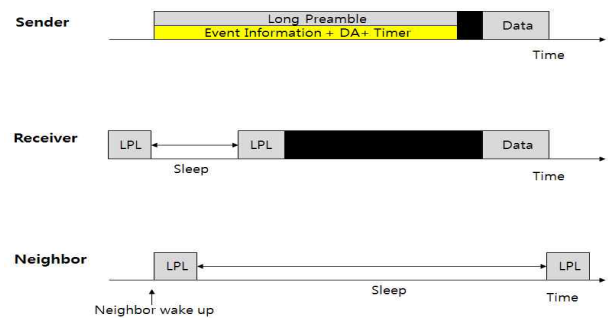 Sender
Long Preamble
Event Information + DA+ Timer
Data
Time
Receiver
LPL
LPL
Data
Sleep
Time
Neighbor
LPL
LPL
Sleep
Time
Neighbor wake up